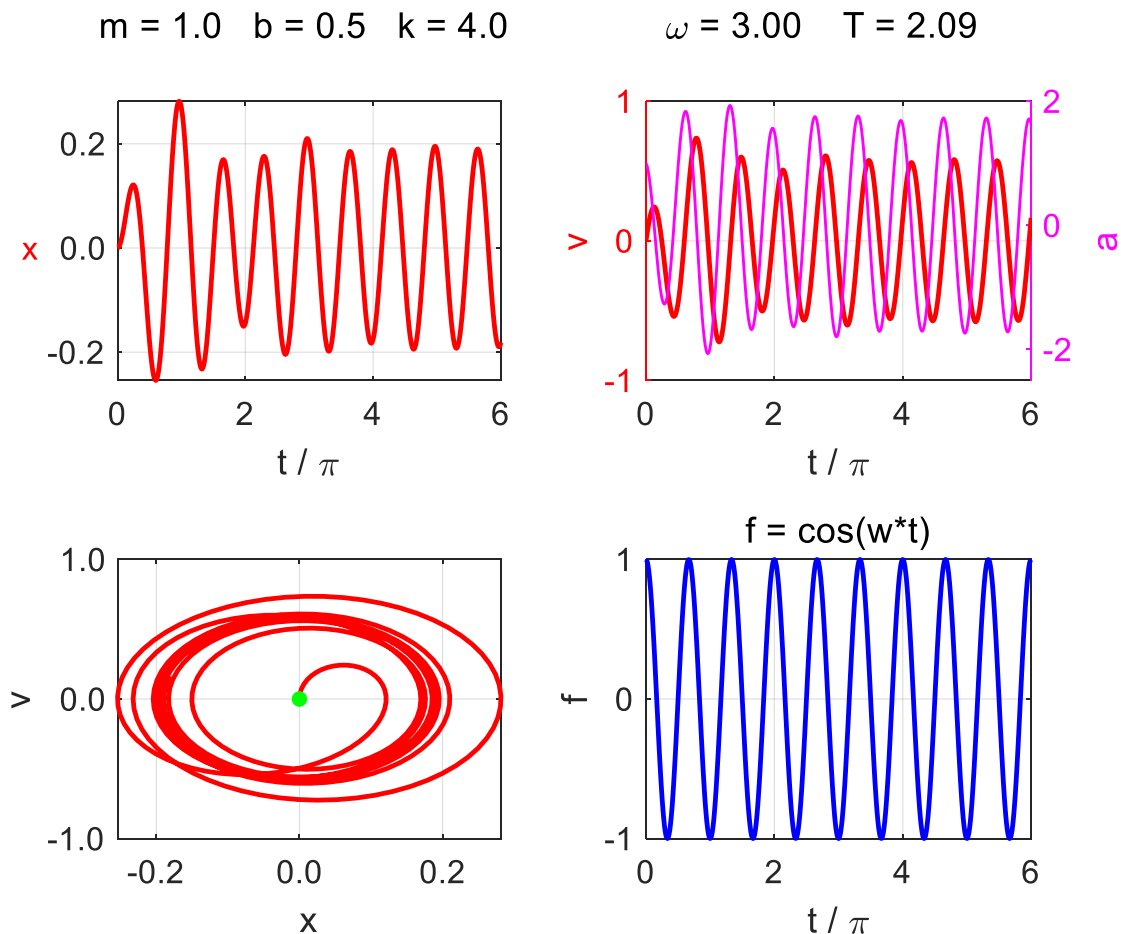 m = 1.0   b = 0.5   k = 4.0
ω = 3.00   T = 2.09
0.2
0.0
-0.2
x
0
2
4
6
t / π
1
0
-1
v
2
0
-2
a
0
2
4
6
t / π
1.0
0.0
-1.0
v
-0.2
0.0
0.2
x
f = cos(w*t)
1
0
-1
f
0
2
4
6
t / π